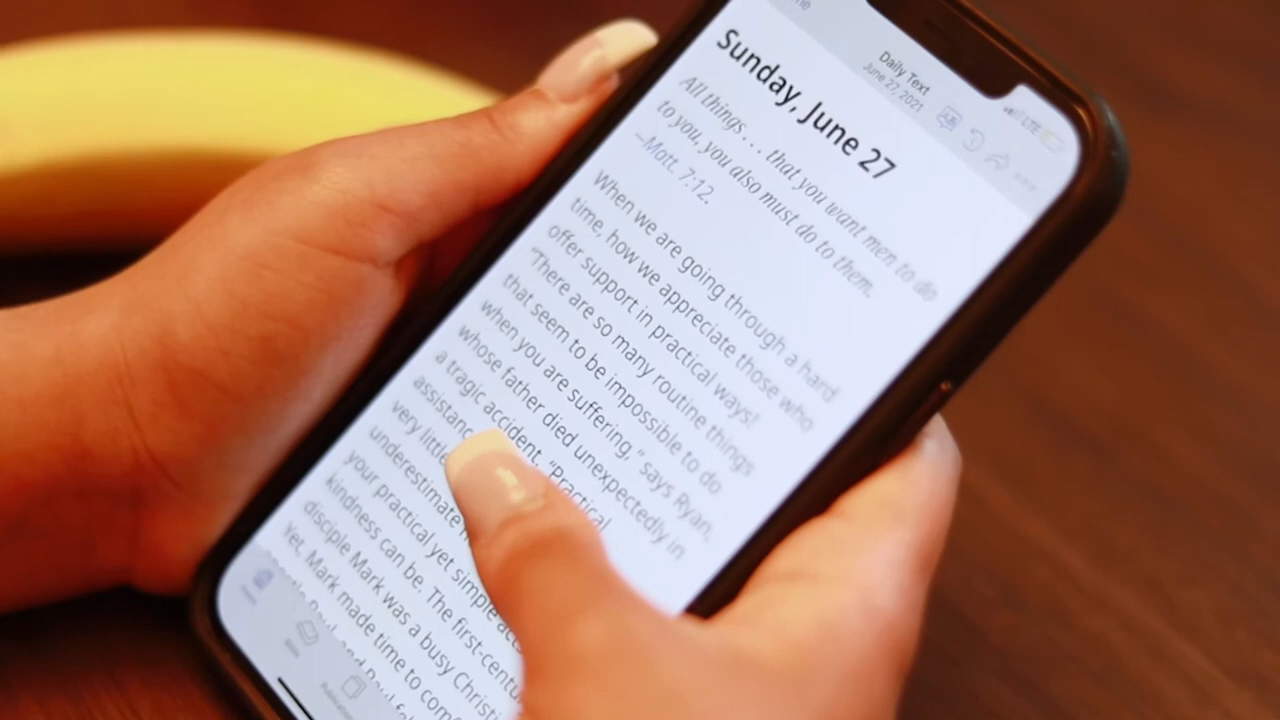 Daily Text
June 27, 2021
LTE
Sunday, June 27
All things . . . that you want men to do
to you, you also must do to them.
—Matt. 7:12.
When we are going through a hard
time, how we appreciate those who
offer support in practical ways!
“There are so many routine things
that seem to be impossible to do
when you are suffering,” says Ryan,
whose father died unexpectedly in
a tragic accident. “Practical
assistanc
very little
underestimate
your practical yet simple
kindness can be. The first-centu
disciple Mark was a busy Christi
Yet, Mark made time to com